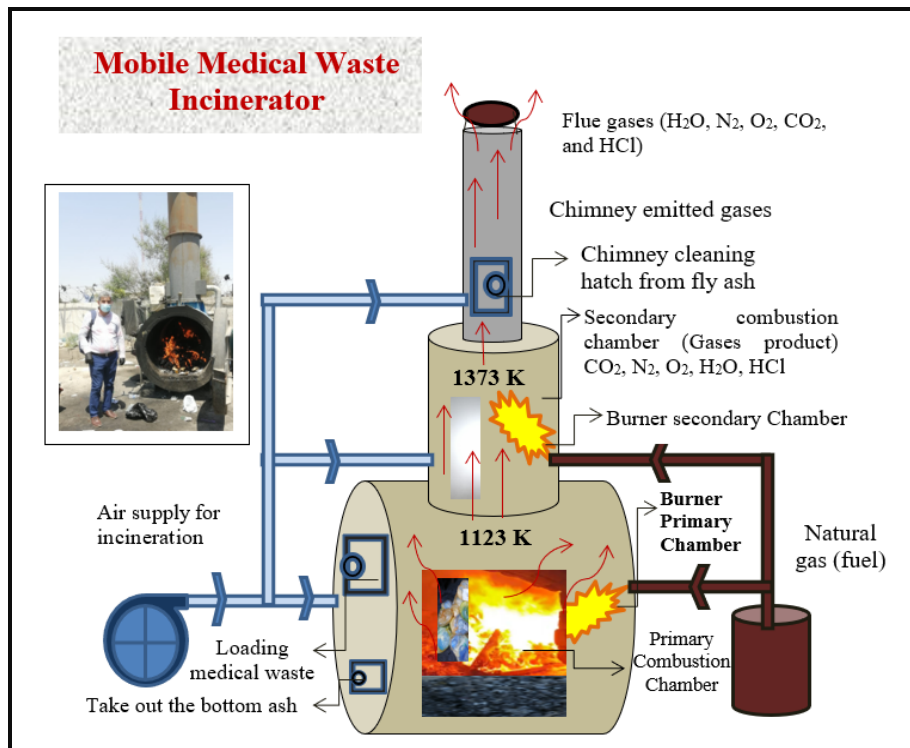 Mobile Medical Waste
Incinerator
Flue gases (H₂O, N₂, O₂, CO₂,
and HCl)
Chimney emitted gases
Chimney cleaning
hatch from fly ash
Secondary combustion
chamber (Gases product)
CO₂, N₂, O₂, H₂O, HCl
1373 K
Burner secondary Chamber
Air supply for
incineration
1123 K
Burner
Primary
Chamber
Natural
gas (fuel)
Loading
medical waste
Primary
Combustion
Chamber
Take out the bottom ash